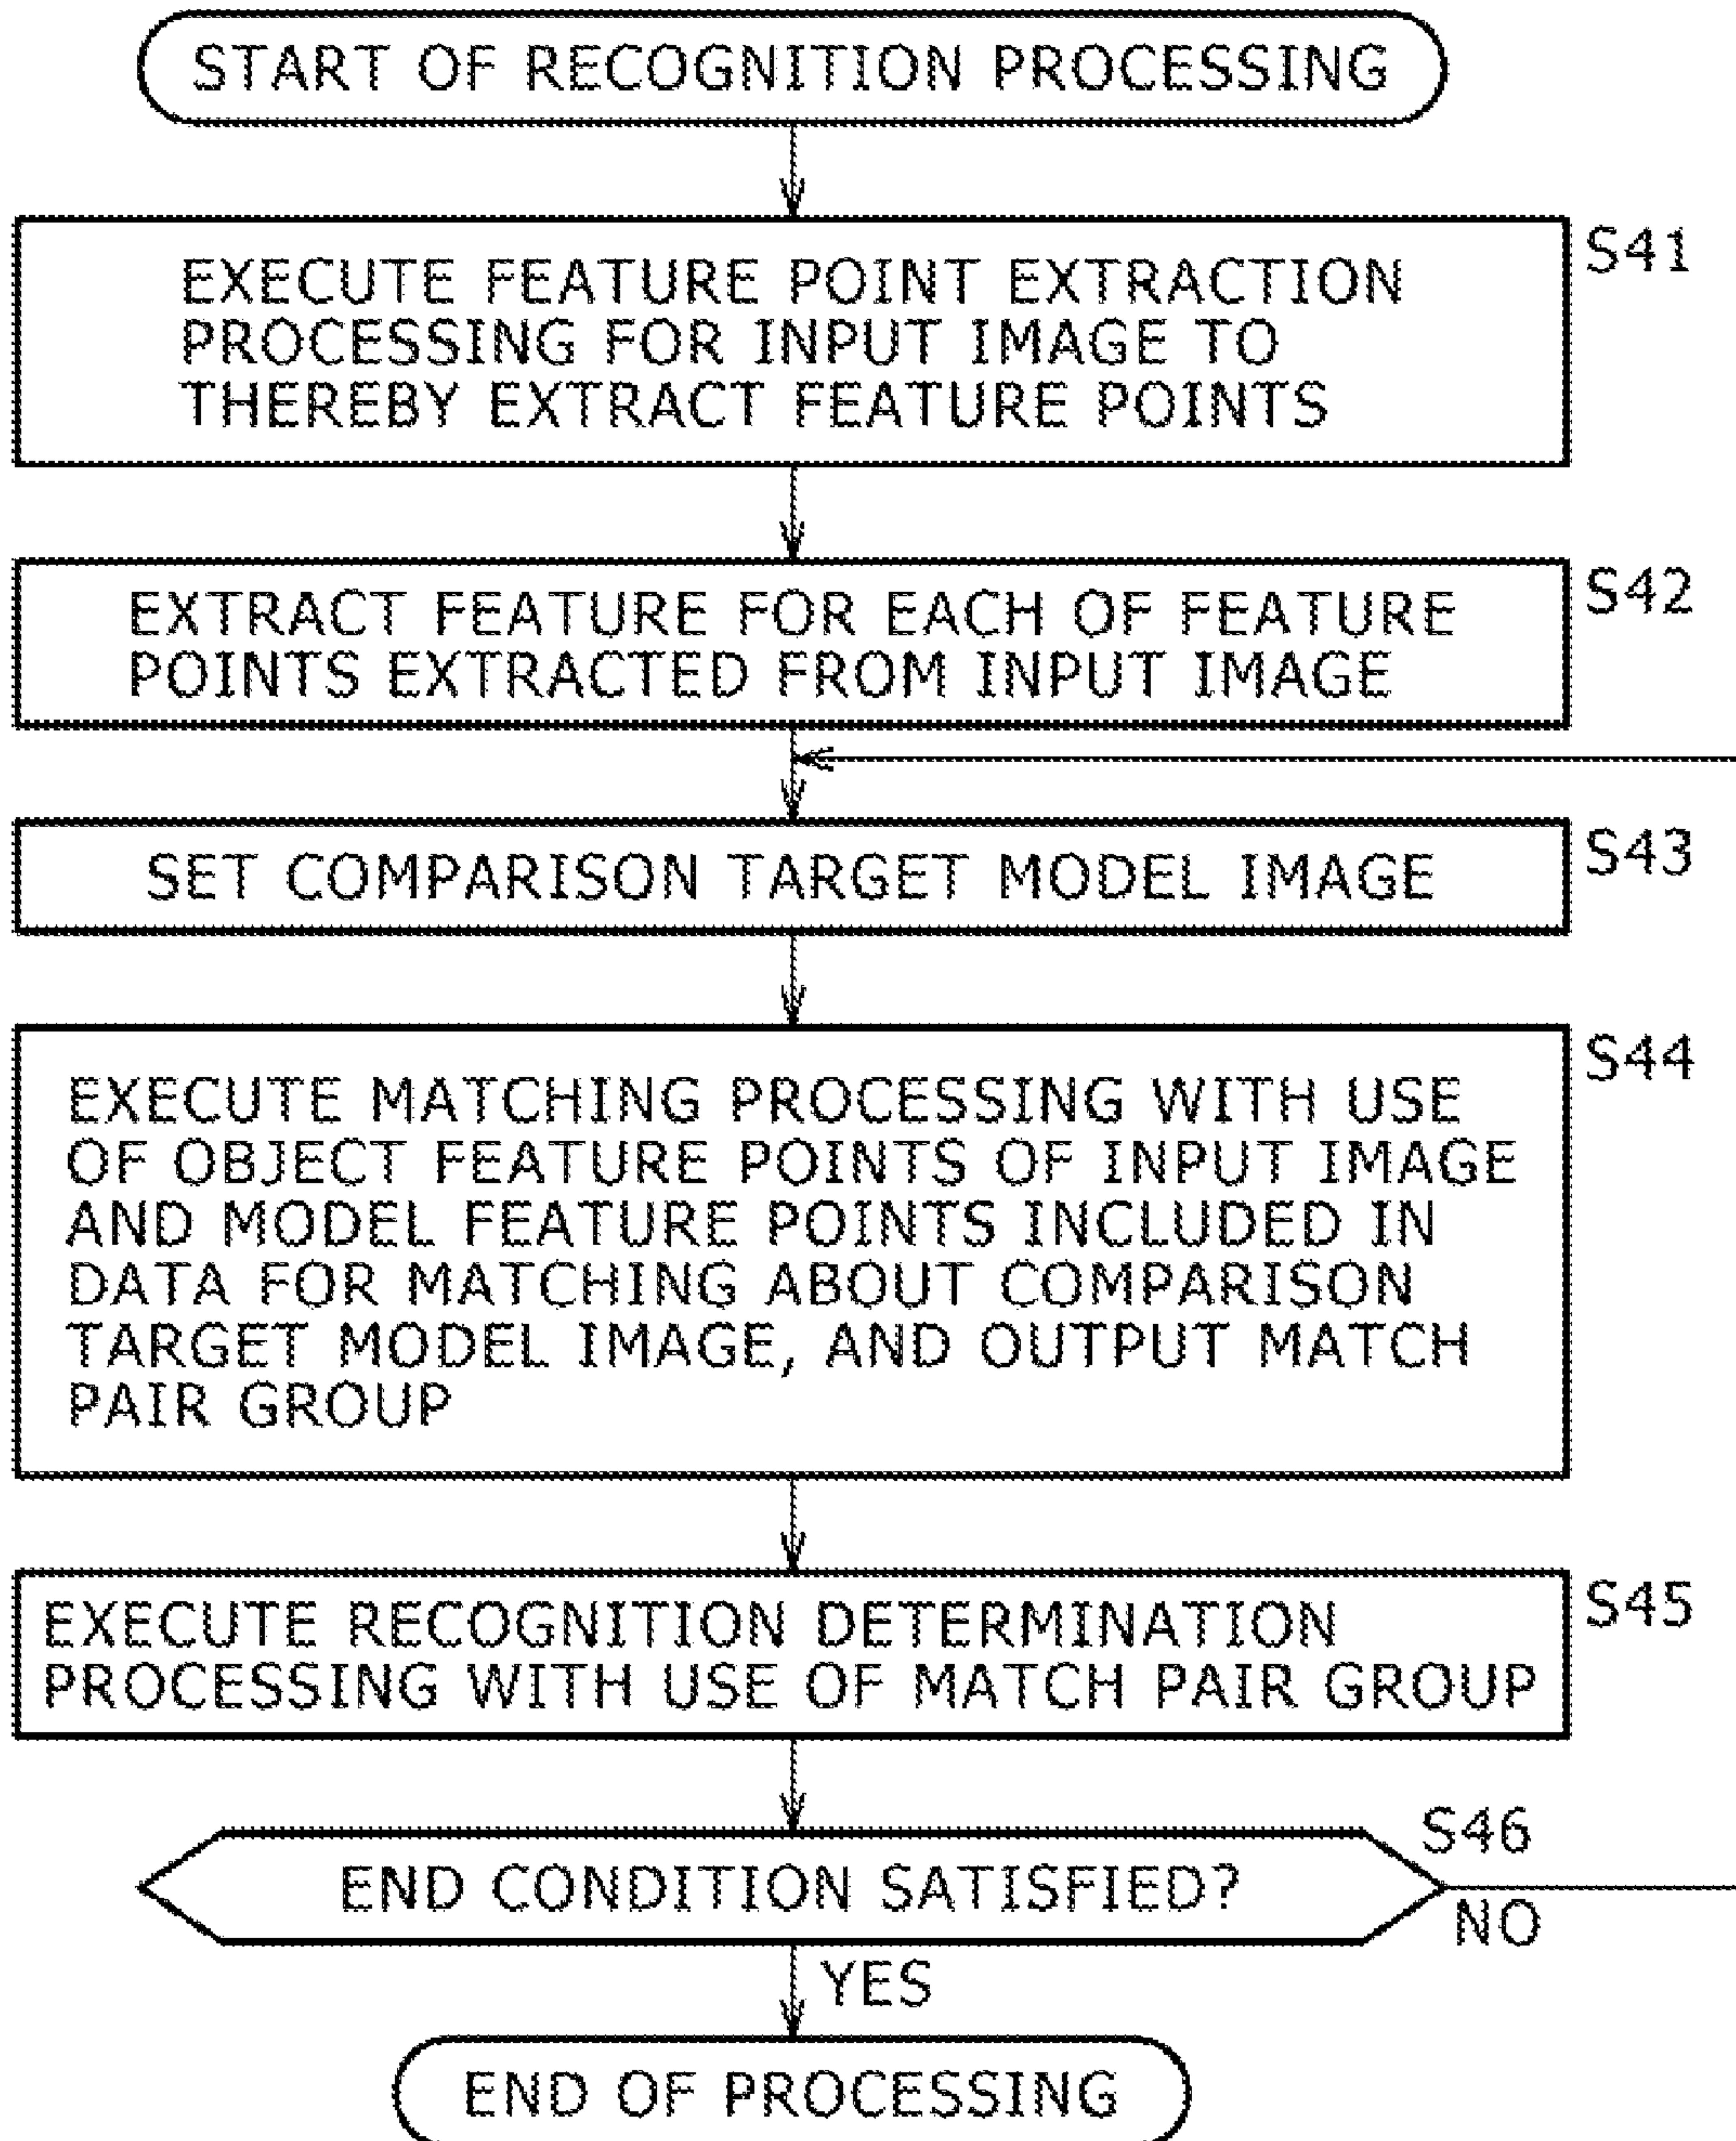 START OF RECOGNITION PROCESSING
S41
EXECUTE FEATURE POINT EXTRACTION
PROCESSING FOR INPUT IMAGE TO
THEREBY EXTRACT FEATURE POINTS
S42
EXTRACT FEATURE FOR EACH OF FEATURE
POINTS EXTRACTED FROM INPUT IMAGE
S43
SET COMPARISON TARGET MODEL IMAGE
S44
EXECUTE MATCHING PROCESSING WITH USE
OF OBJECT FEATURE POINTS OF INPUT IMAGE
AND MODEL FEATURE POINTS INCLUDED IN
DATA FOR MATCHING ABOUT COMPARISON
TARGET MODEL IMAGE, AND OUTPUT MATCH
PAIR GROUP
S45
EXECUTE RECOGNITION DETERMINATION
PROCESSING WITH USE OF MATCH PAIR GROUP
S46
END CONDITION SATISFIED?
NO
YES
END OF PROCESSING